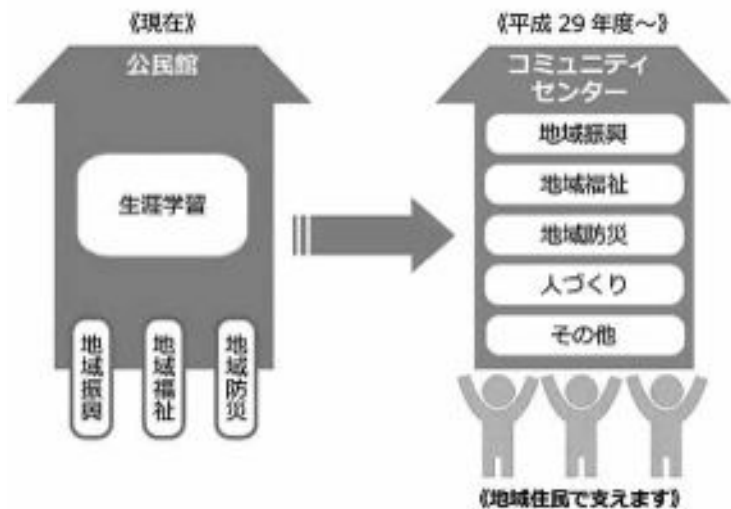 《現在》
公民館
生涯学習
地域振興
地域福祉
地域防災
《平成 29 年度～》
コミュニティ
センター
地域振興
地域福祉
地域防災
人づくり
その他
《地域住民で支えます》